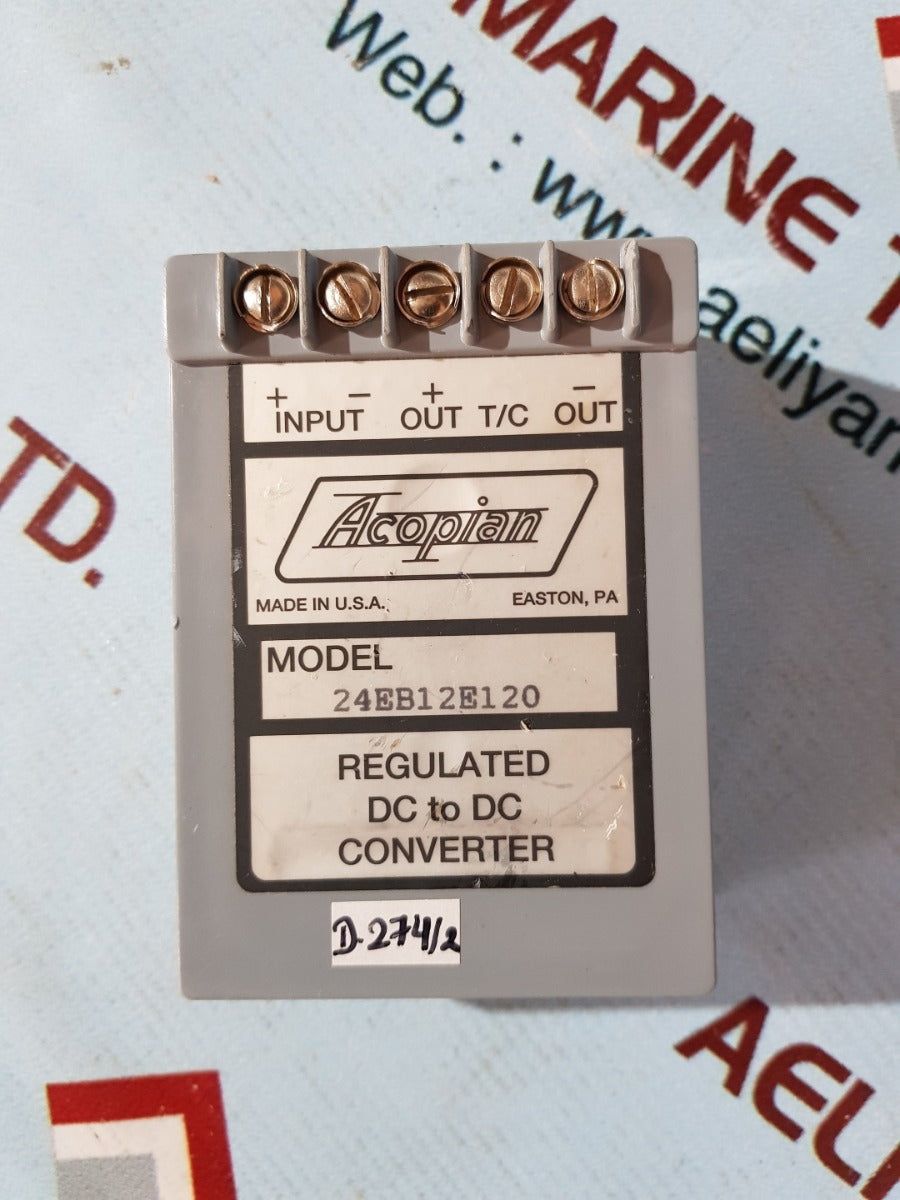 MARINE
Web. : www
aeliyar
TD.
+ − + −
INPUT OUT T/C OUT
Acopian
MADE IN U.S.A. EASTON, PA
MODEL
24EB12E120
REGULATED
DC to DC
CONVERTER
D-274/2
AELI